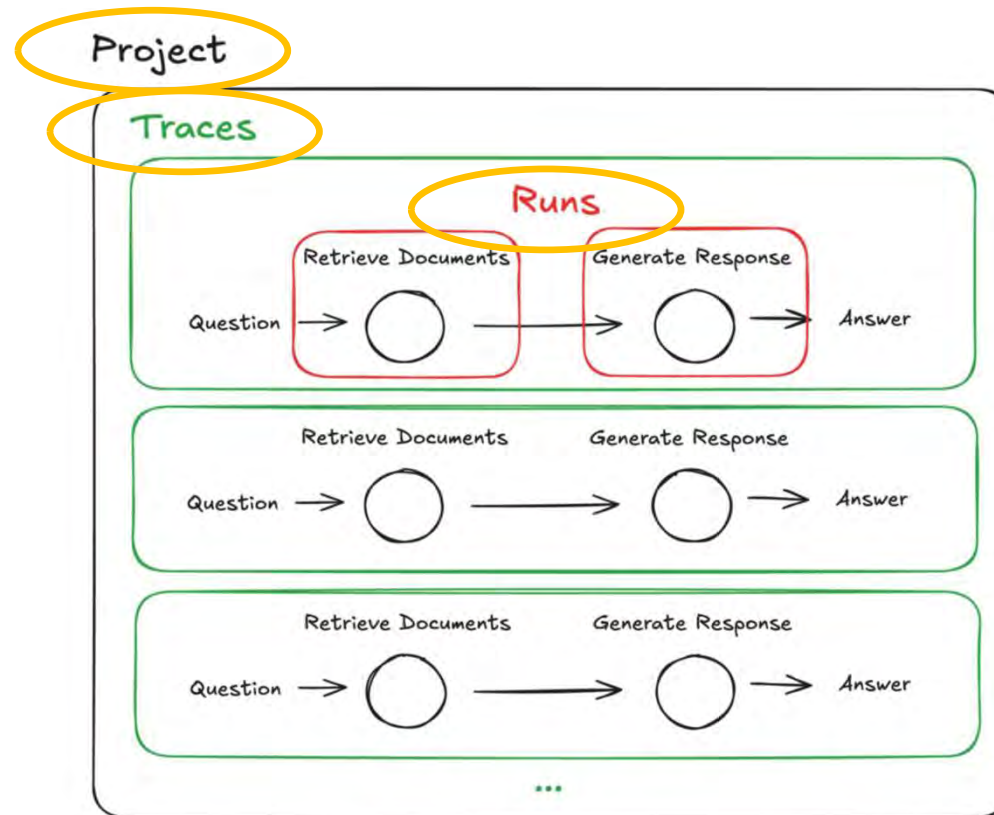 Project
Traces
Runs
Retrieve Documents Generate Response
Question Answer
Retrieve Documents Generate Response
Question Answer
Retrieve Documents Generate Response
Question Answer
...